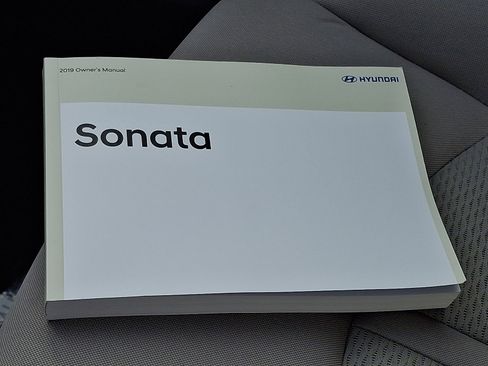 2019 Owner's Manual
HYUNDAI
Sonata